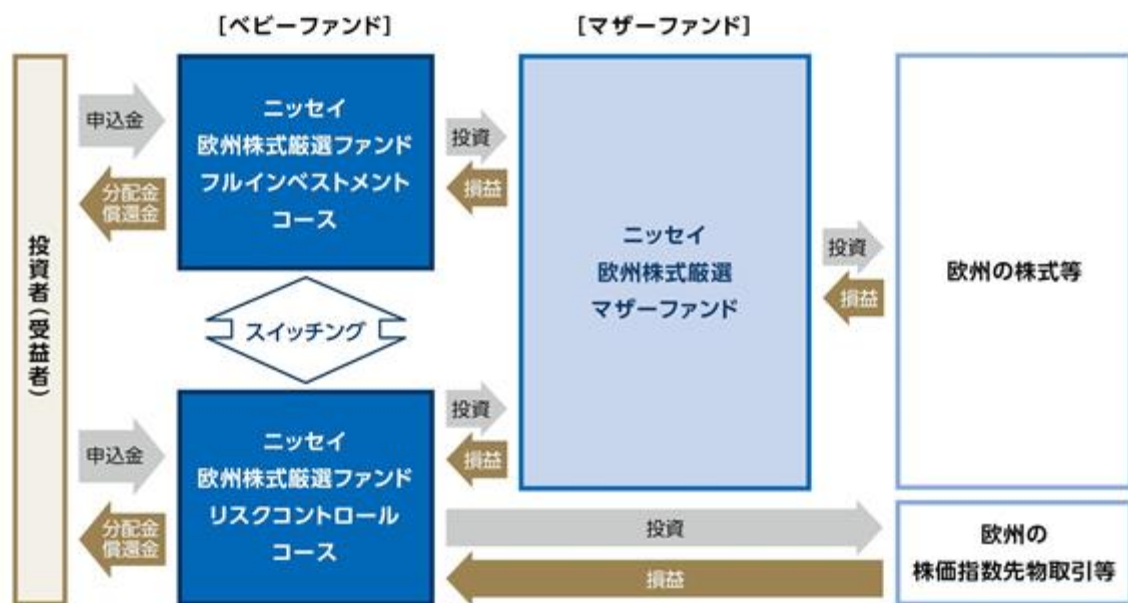 [ベビーファンド]
[マザーファンド]
投資者(受益者)
申込金
分配金
償還金
ニッセイ
欧州株式厳選ファンド
フルインベストメント
コース
投資
損益
スイッチング
申込金
分配金
償還金
ニッセイ
欧州株式厳選ファンド
リスクコントロール
コース
投資
損益
ニッセイ
欧州株式厳選
マザーファンド
投資
損益
欧州の株式等
投資
損益
欧州の
株価指数先物取引等